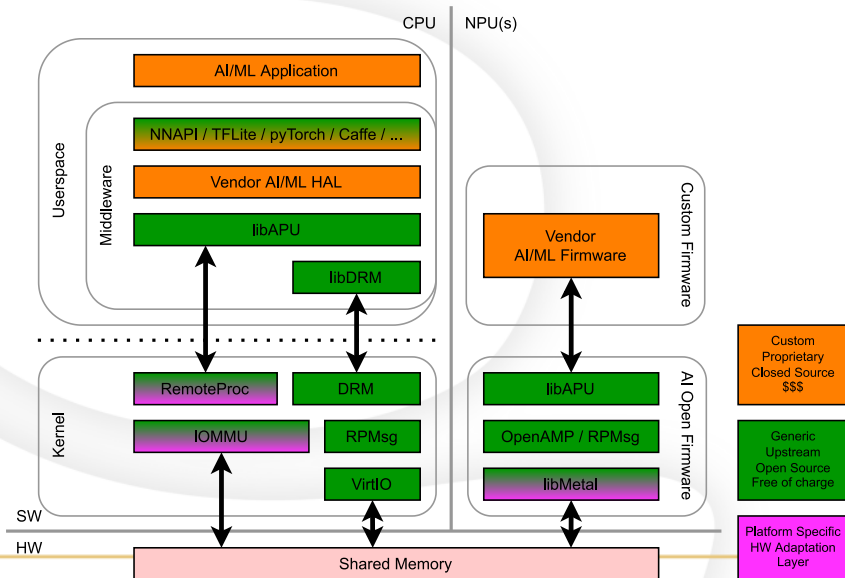 CPU
NPU(s)
Userspace
AI/ML Application
Middleware
NNAPI / TFLite / pyTorch / Caffe / ...
Vendor AI/ML HAL
libAPU
libDRM
Kernel
RemoteProc
DRM
IOMMU
RPMsg
VirtIO
Custom Firmware
Vendor
AI/ML Firmware
AI Open Firmware
libAPU
OpenAMP / RPMsg
libMetal
SW
HW
Shared Memory
Custom
Proprietary
Closed Source
$$$
Generic
Upstream
Open Source
Free of charge
Platform Specific
HW Adaptation
Layer